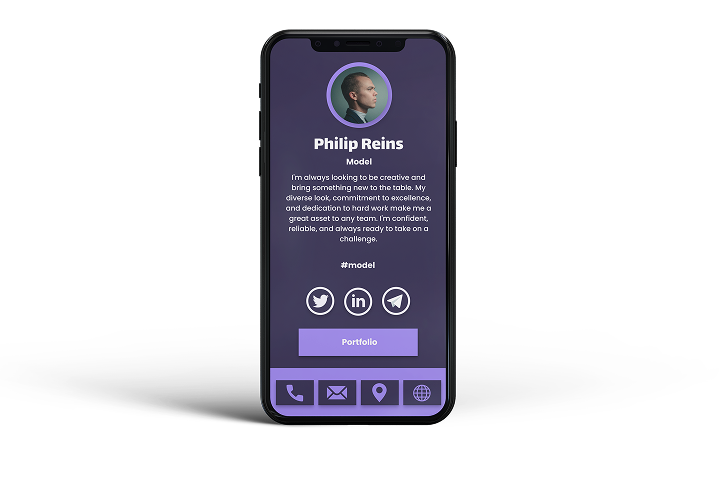 Philip Reins
Model
I'm always looking to be creative and
bring something new to the table. My
diverse look, commitment to excellence,
and dedication to hard work make me a
great asset to any team. I'm confident,
reliable, and always ready to take on a
challenge.
#model
in
Portfolio